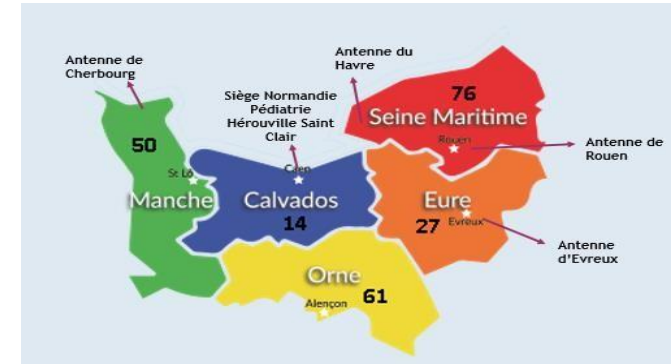 Antenne de
Cherbourg
Antenne du
Havre
Siège Normandie
Pédiatrie
Hérouville Saint
Clair
76
Seine Maritime
Rouen
Antenne de
Rouen
50
St Lô
Caen
Manche
Calvados
14
Eure
27
Evreux
Antenne
d'Evreux
Orne
Alençon
61